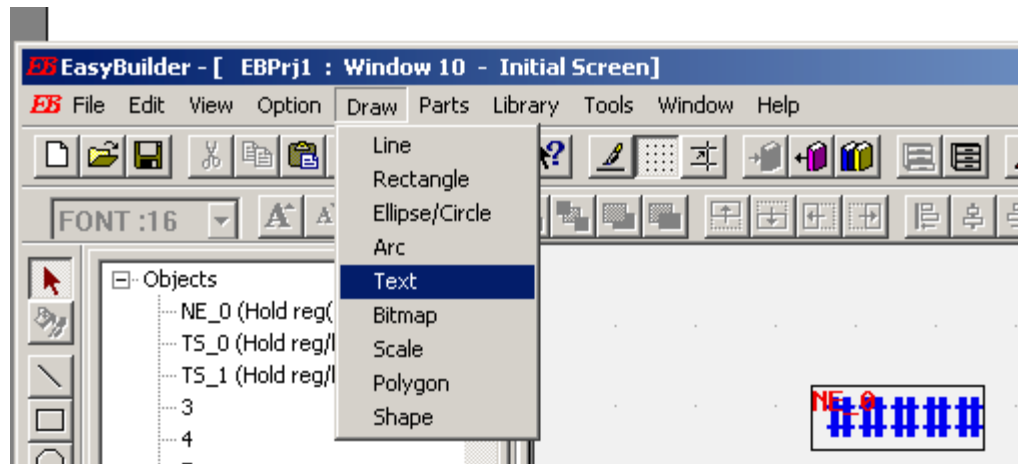 EB EasyBuilder - [ EBPrj1 : Window 10 - Initial Screen]
EB File Edit View Option Draw Parts Library Tools Window Help
FONT :16 A A
Line
Rectangle
Ellipse/Circle
Arc
Text
Bitmap
Scale
Polygon
Shape
Objects
NE_0 (Hold reg(
TS_0 (Hold reg/
TS_1 (Hold reg/
3
4
NE_0
#####